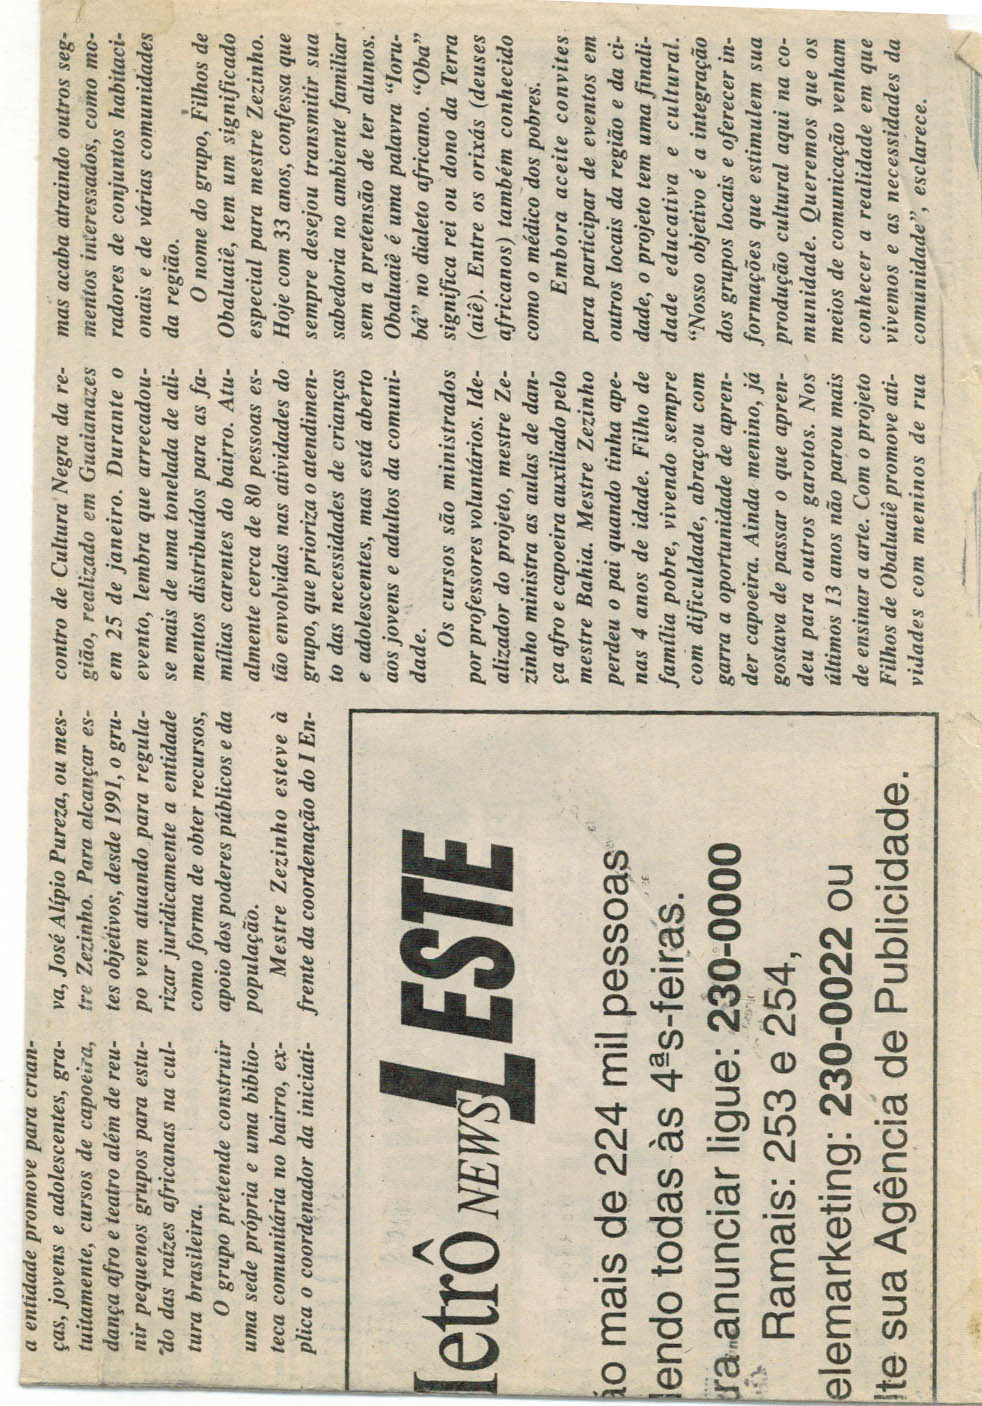 a entidade promove para crian-
ças, jovens e adolescentes, gra-
tuitamente, cursos de capoeira,
dança afro e teatro além de reu-
nir pequenos grupos para estu-
do das raízes africanas na cul-
tura brasileira.
O grupo pretende construir
uma sede própria e uma biblio-
teca comunitária no bairro, ex-
plica o coordenador da iniciati-
va, José Alípio Pureza, ou mes-
tre Zezinho. Para alcançar es-
tes objetivos, desde 1991, o gru-
po vem atuando para regula-
rizar juridicamente a entidade
como forma de obter recursos,
apoio dos poderes públicos e da
população.
Mestre Zezinho esteve à
frente da coordenação do I En-
contro de Cultura Negra da re-
gião, realizado em Guaianazes
em 25 de janeiro. Durante o
evento, lembra que arrecadou-
se mais de uma tonelada de ali-
mentos distribuídos para as fa-
mílias carentes do bairro. Atu-
almente cerca de 80 pessoas es-
tão envolvidas nas atividades do
grupo, que prioriza o atendimen-
to das necessidades de crianças
e adolescentes, mas está aberto
aos jovens e adultos da comuni-
dade.
Os cursos são ministrados
por professores voluntários. Ide-
alizador do projeto, mestre Ze-
zinho ministra as aulas de dan-
ça afro e capoeira auxiliado pelo
mestre Bahia. Mestre Zezinho
perdeu o pai quando tinha ape-
nas 4 anos de idade. Filho de
família pobre, vivendo sempre
com dificuldade, abraçou com
garra a oportunidade de apren-
der capoeira. Ainda menino, já
gostava de passar o que apren-
deu para outros garotos. Nos
últimos 13 anos não parou mais
de ensinar a arte. Com o projeto
Filhos de Obaluaiê promove ati-
vidades com meninos de rua
mas acaba atraindo outros seg-
mentos interessados, como mo-
radores de conjuntos habitaci-
onais e de várias comunidades
da região.
O nome do grupo, Filhos de
Obaluaiê, tem um significado
especial para mestre Zezinho.
Hoje com 33 anos, confessa que
sempre desejou transmitir sua
sabedoria no ambiente familiar
sem a pretensão de ter alunos.
Obaluaiê é uma palavra "Ioru-
bá" no dialeto africano. "Oba"
significa rei ou dono da Terra
(aiê). Entre os orixás (deuses
africanos) também conhecido
como o médico dos pobres.
Embora aceite convites
para participar de eventos em
outros locais da região e da ci-
dade, o projeto tem uma finali-
dade educativa e cultural.
"Nosso objetivo é a integração
dos grupos locais e oferecer in-
formações que estimulem sua
produção cultural aqui na co-
munidade. Queremos que os
meios de comunicação venham
conhecer a realidade em que
vivemos e as necessidades da
comunidade", esclarece.
letrô NEWS LESTE
ão mais de 224 mil pessoas
lendo todas às 4ªs-feiras.
ra anunciar ligue: 230-0000
Ramais: 253 e 254,
elemarketing: 230-0022 ou
lte sua Agência de Publicidade.